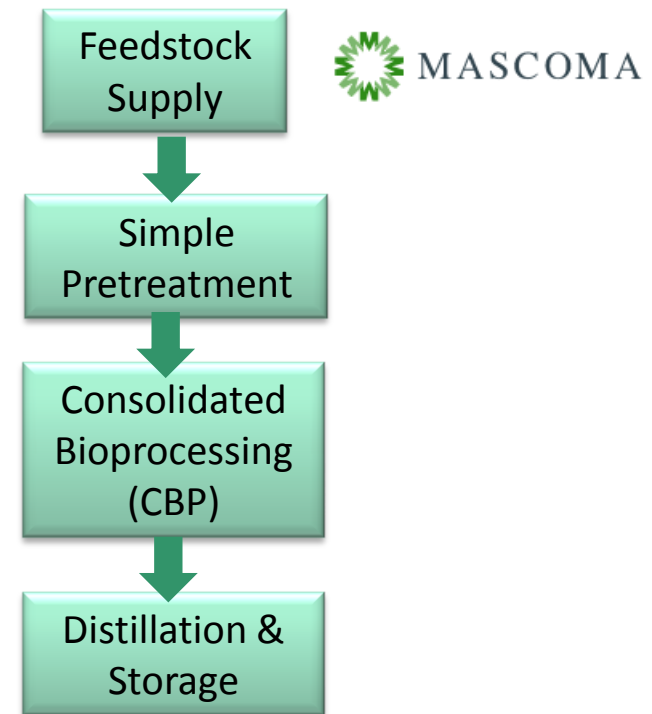 Feedstock
Supply
MASCOMA
Simple
Pretreatment
Consolidated
Bioprocessing
(CBP)
Distillation &
Storage